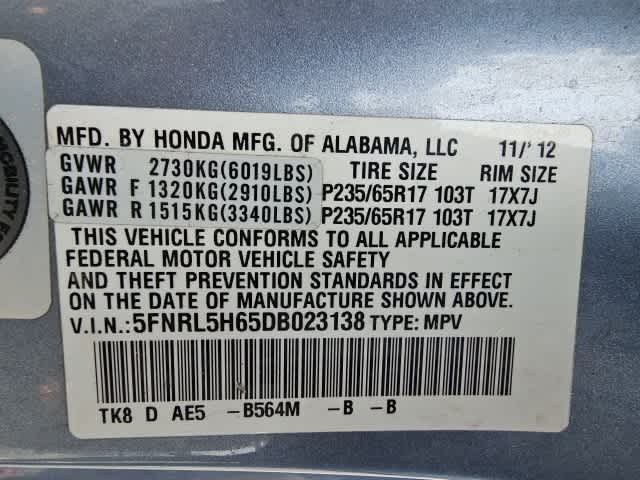 MFD. BY HONDA MFG. OF ALABAMA, LLC 11/'12
GVWR 2730KG(6019LBS) TIRE SIZE RIM SIZE
GAWR F 1320KG(2910LBS) P235/65R17 103T 17X7J
GAWR R 1515KG(3340LBS) P235/65R17 103T 17X7J
THIS VEHICLE CONFORMS TO ALL APPLICABLE
FEDERAL MOTOR VEHICLE SAFETY
AND THEFT PREVENTION STANDARDS IN EFFECT
ON THE DATE OF MANUFACTURE SHOWN ABOVE.
V.I.N.:5FNRL5H65DB023138 TYPE: MPV
TK8 D AE5 -B564M -B -B